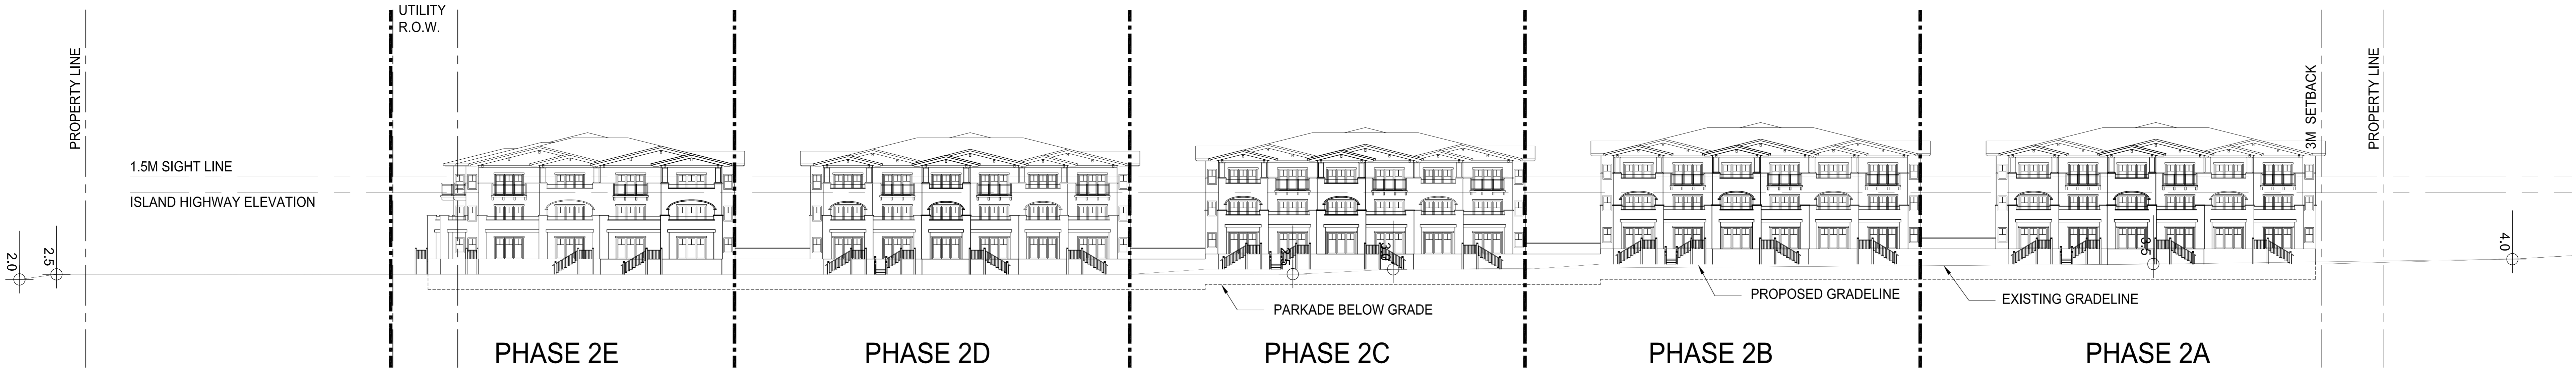 UTILITY
R.O.W.
PROPERTY LINE
3M SETBACK
PROPERTY LINE
1.5M SIGHT LINE
ISLAND HIGHWAY ELEVATION
2.0
2.5
2.5
3.0
3.5
4.0
PARKADE BELOW GRADE
PROPOSED GRADELINE
EXISTING GRADELINE
PHASE 2E
PHASE 2D
PHASE 2C
PHASE 2B
PHASE 2A